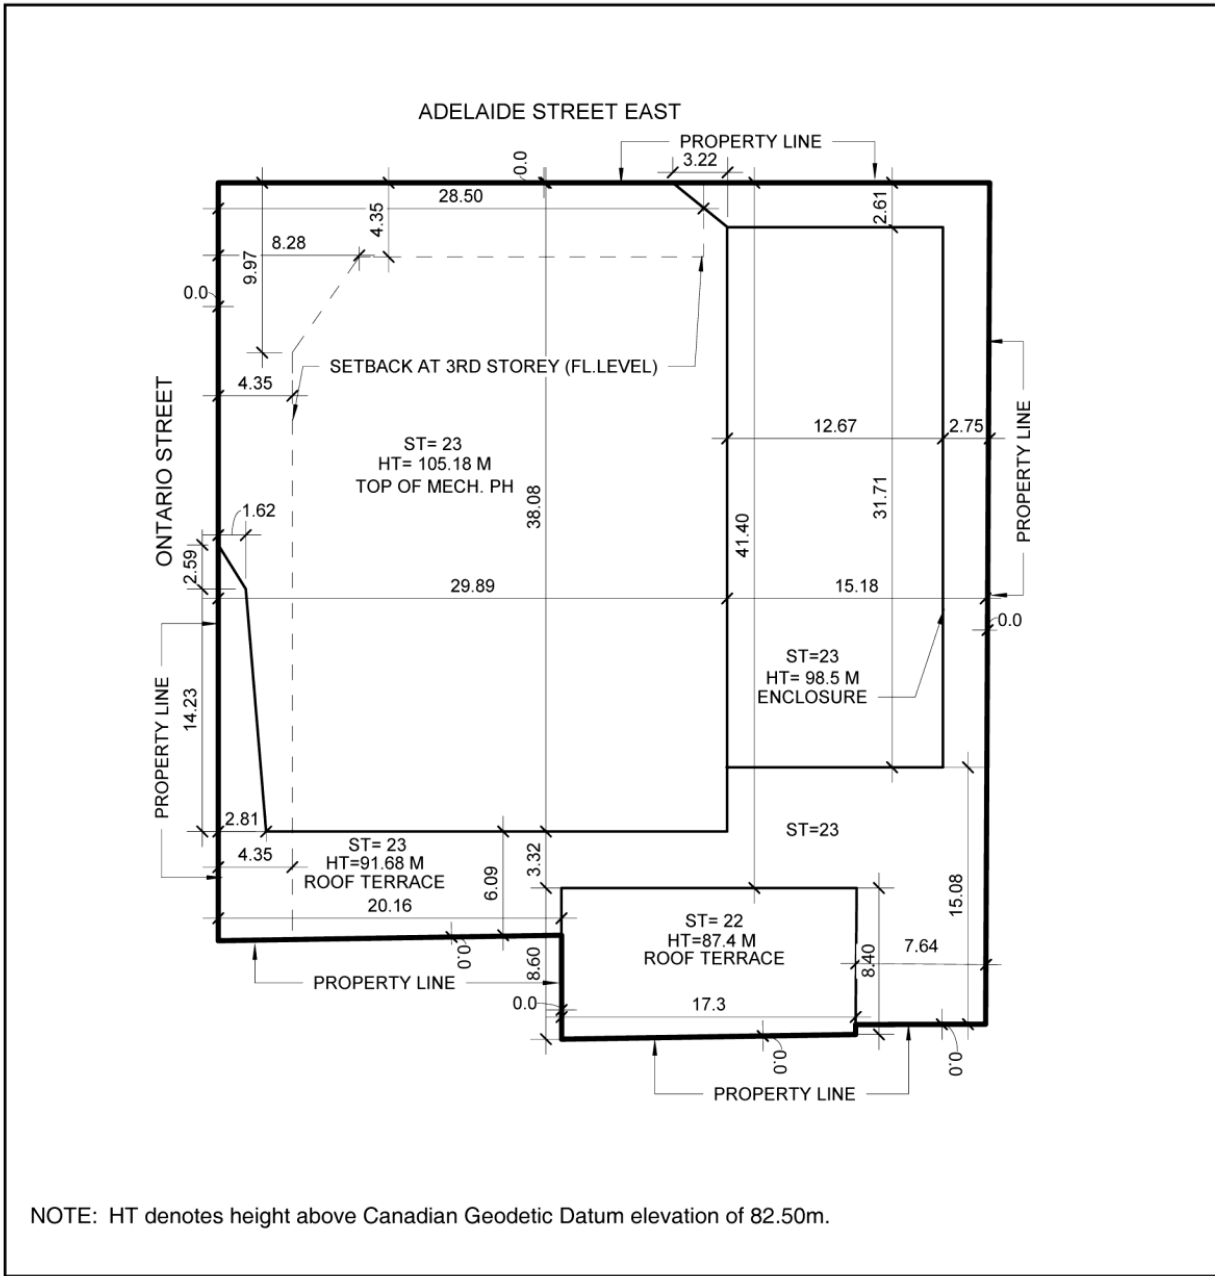 ADELAIDE STREET EAST
PROPERTY LINE
0.0
3.22
28.50
4.35
2.61
8.28
9.97
0.0
SETBACK AT 3RD STOREY (FL.LEVEL)
4.35
ONTARIO STREET
ST= 23
HT= 105.18 M
TOP OF MECH. PH
12.67
2.75
PROPERTY LINE
38.08
41.40
31.71
1.62
2.59
29.89
15.18
0.0
ST=23
HT= 98.5 M
ENCLOSURE
PROPERTY LINE
14.23
2.81
4.35
ST= 23
HT=91.68 M
ROOF TERRACE
6.09
3.32
ST=23
15.08
20.16
ST= 22
HT=87.4 M
ROOF TERRACE
8.60
8.40
7.64
0.0
PROPERTY LINE
0.0
17.3
0.0
0.0
PROPERTY LINE
NOTE: HT denotes height above Canadian Geodetic Datum elevation of 82.50m.